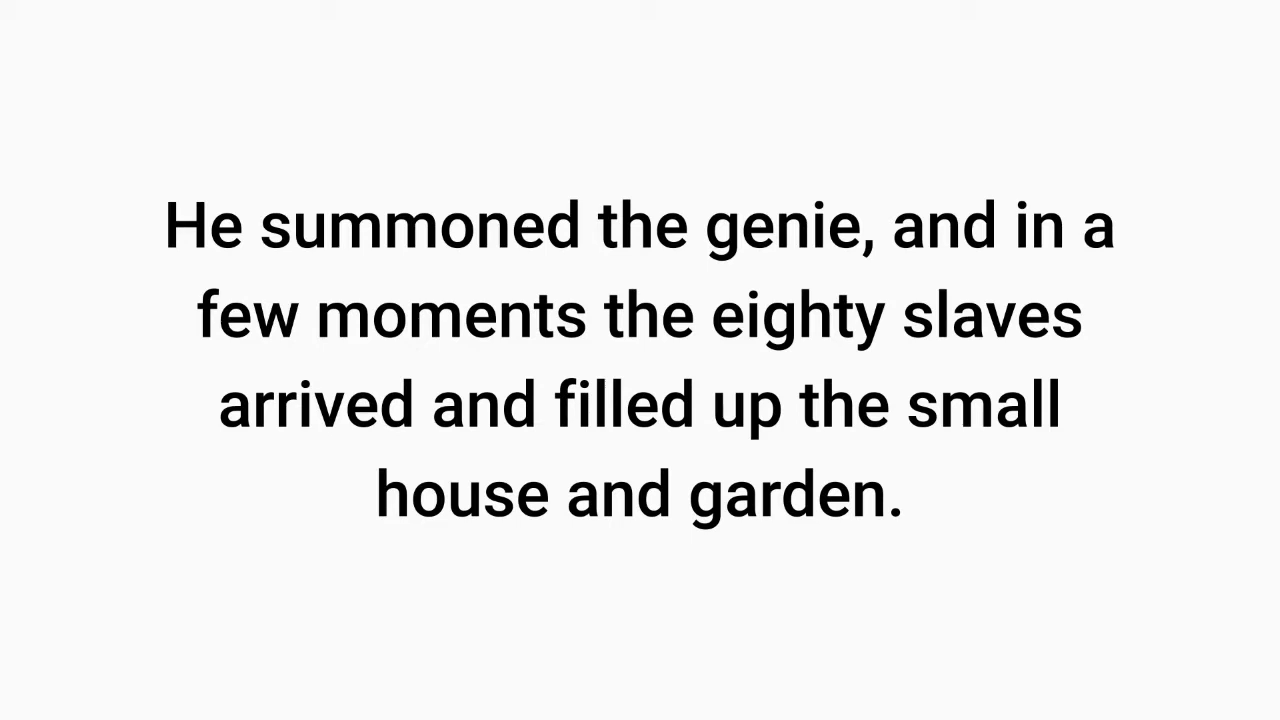 He summoned the genie, and in a
few moments the eighty slaves
arrived and filled up the small
house and garden.